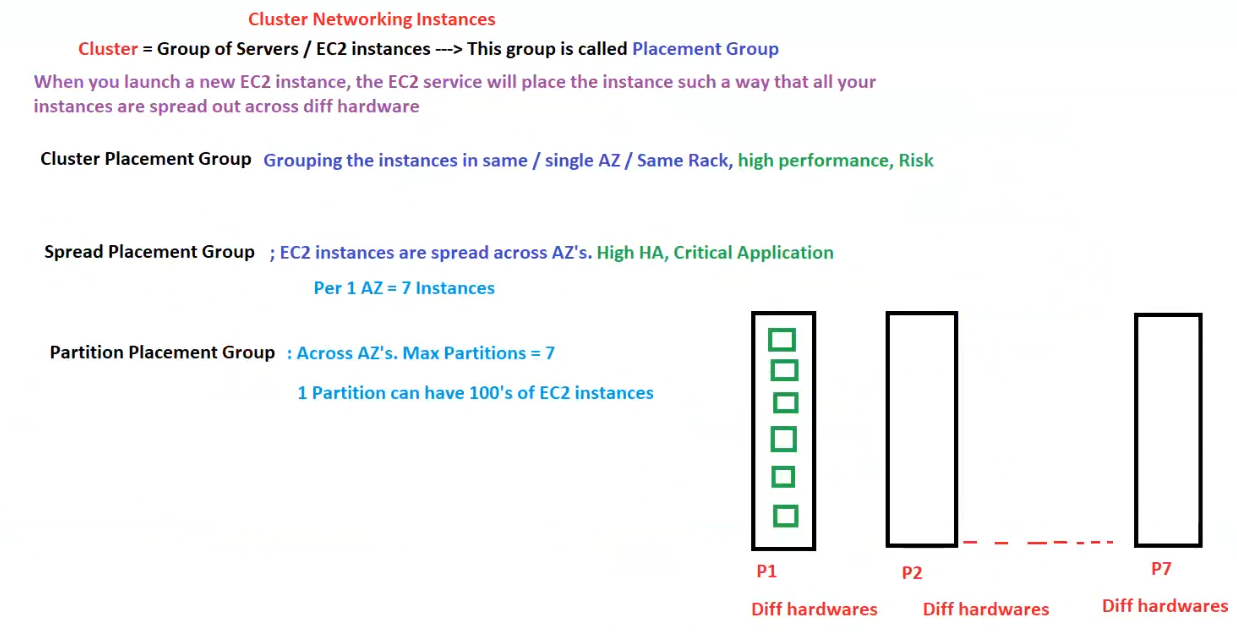 Cluster Networking Instances
Cluster = Group of Servers / EC2 instances ---> This group is called Placement Group
When you launch a new EC2 instance, the EC2 service will place the instance such a way that all your
instances are spread out across diff hardware
Cluster Placement Group Grouping the instances in same / single AZ / Same Rack, high performance, Risk
Spread Placement Group ; EC2 instances are spread across AZ's. High HA, Critical Application
Per 1 AZ = 7 Instances
Partition Placement Group : Across AZ's. Max Partitions = 7
1 Partition can have 100's of EC2 instances
P1 P2 P7
Diff hardwares Diff hardwares Diff hardwares